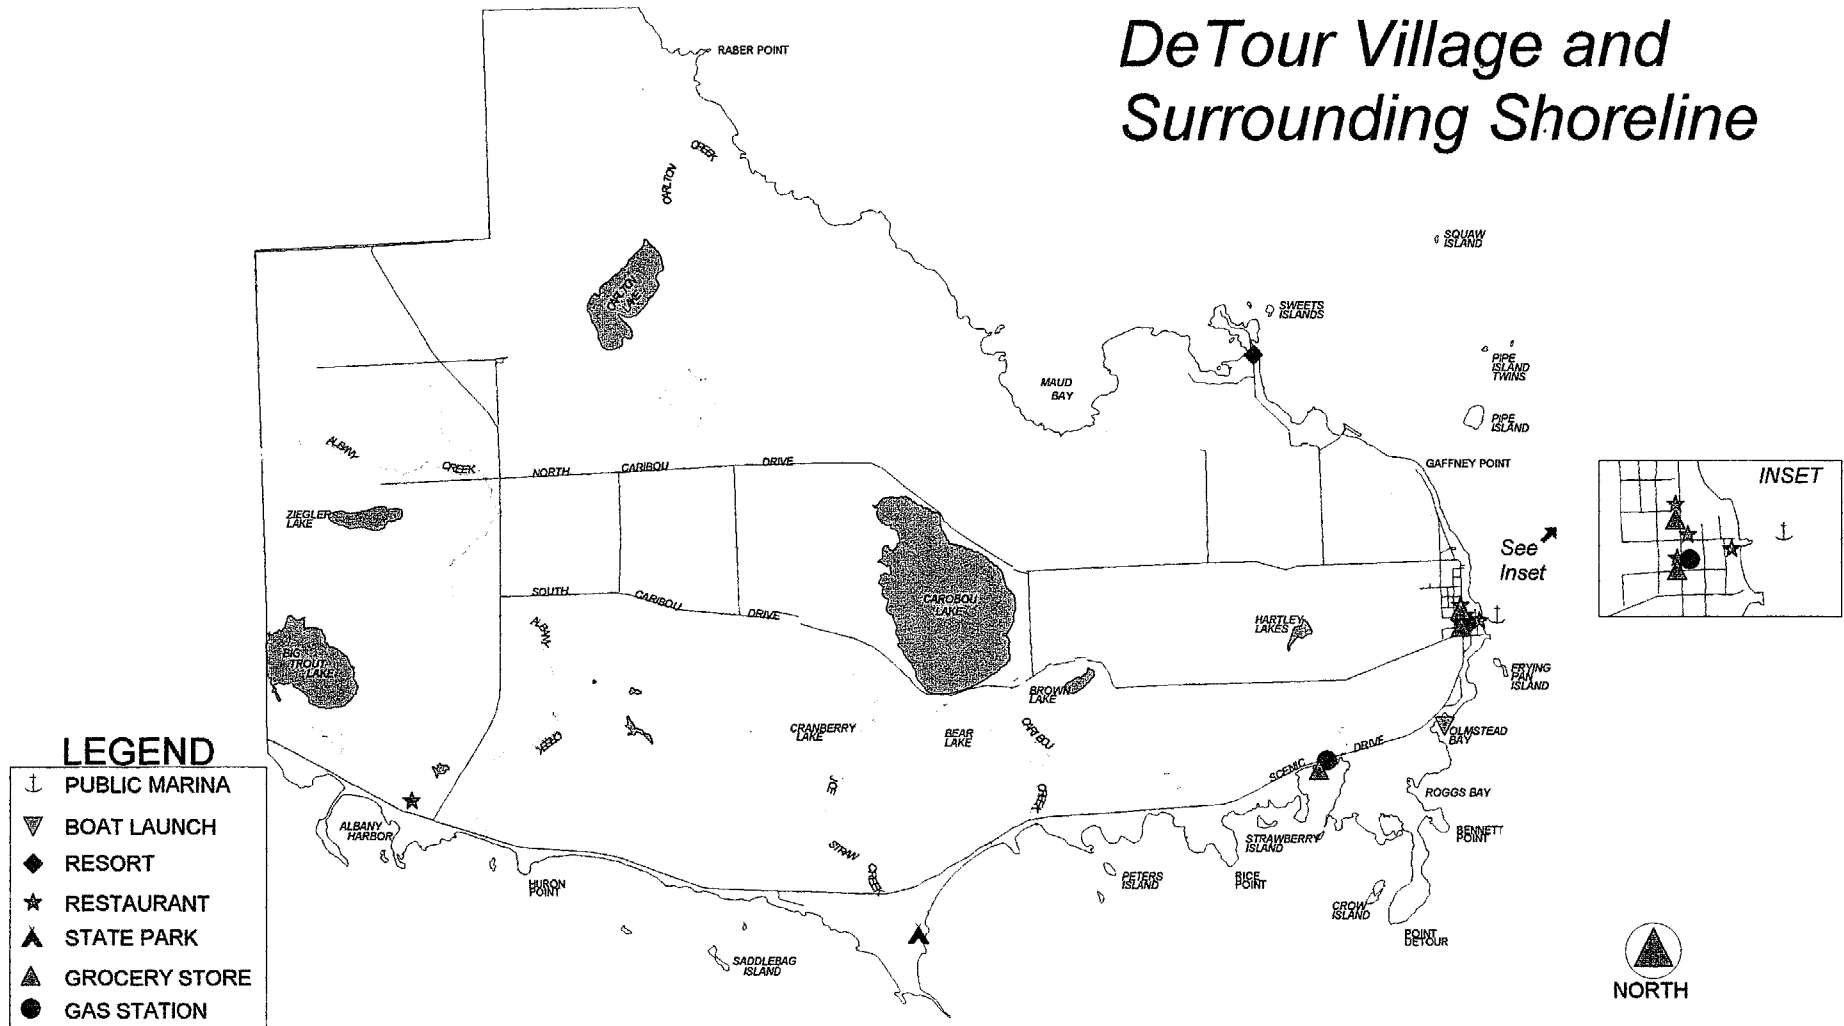 DeTour Village and
Surrounding Shoreline
RABER POINT
CREEK
CARLTON
CARLTON
LAKE
SQUAW
ISLAND
SWEETS
ISLANDS
PIPE
ISLAND
TWINS
MAUD
BAY
PIPE
ISLAND
GAFFNEY POINT
INSET
ALBANY
CREEK
NORTH CARIBOU DRIVE
ZIEGLER
LAKE
See
Inset
SOUTH CARIBOU DRIVE
CAROBOU
LAKE
HARTLEY
LAKES
ALBANY
CREEK
BIG
TROUT
LAKE
FRYING
PAN
ISLAND
BROWN
LAKE
CRANBERRY
LAKE
BEAR
LAKE
CARIBOU
CREEK
OLMSTEAD
BAY
SCENIC DRIVE
ROGGS BAY
BENNETT
POINT
STRAWBERRY
ISLAND
ALBANY
HARBOR
STRAW
CREEK
HURON
POINT
PETERS
ISLAND
RICE
POINT
CROW
ISLAND
POINT
DETOUR
SADDLEBAG
ISLAND
LEGEND
PUBLIC MARINA
BOAT LAUNCH
RESORT
RESTAURANT
STATE PARK
GROCERY STORE
GAS STATION
NORTH